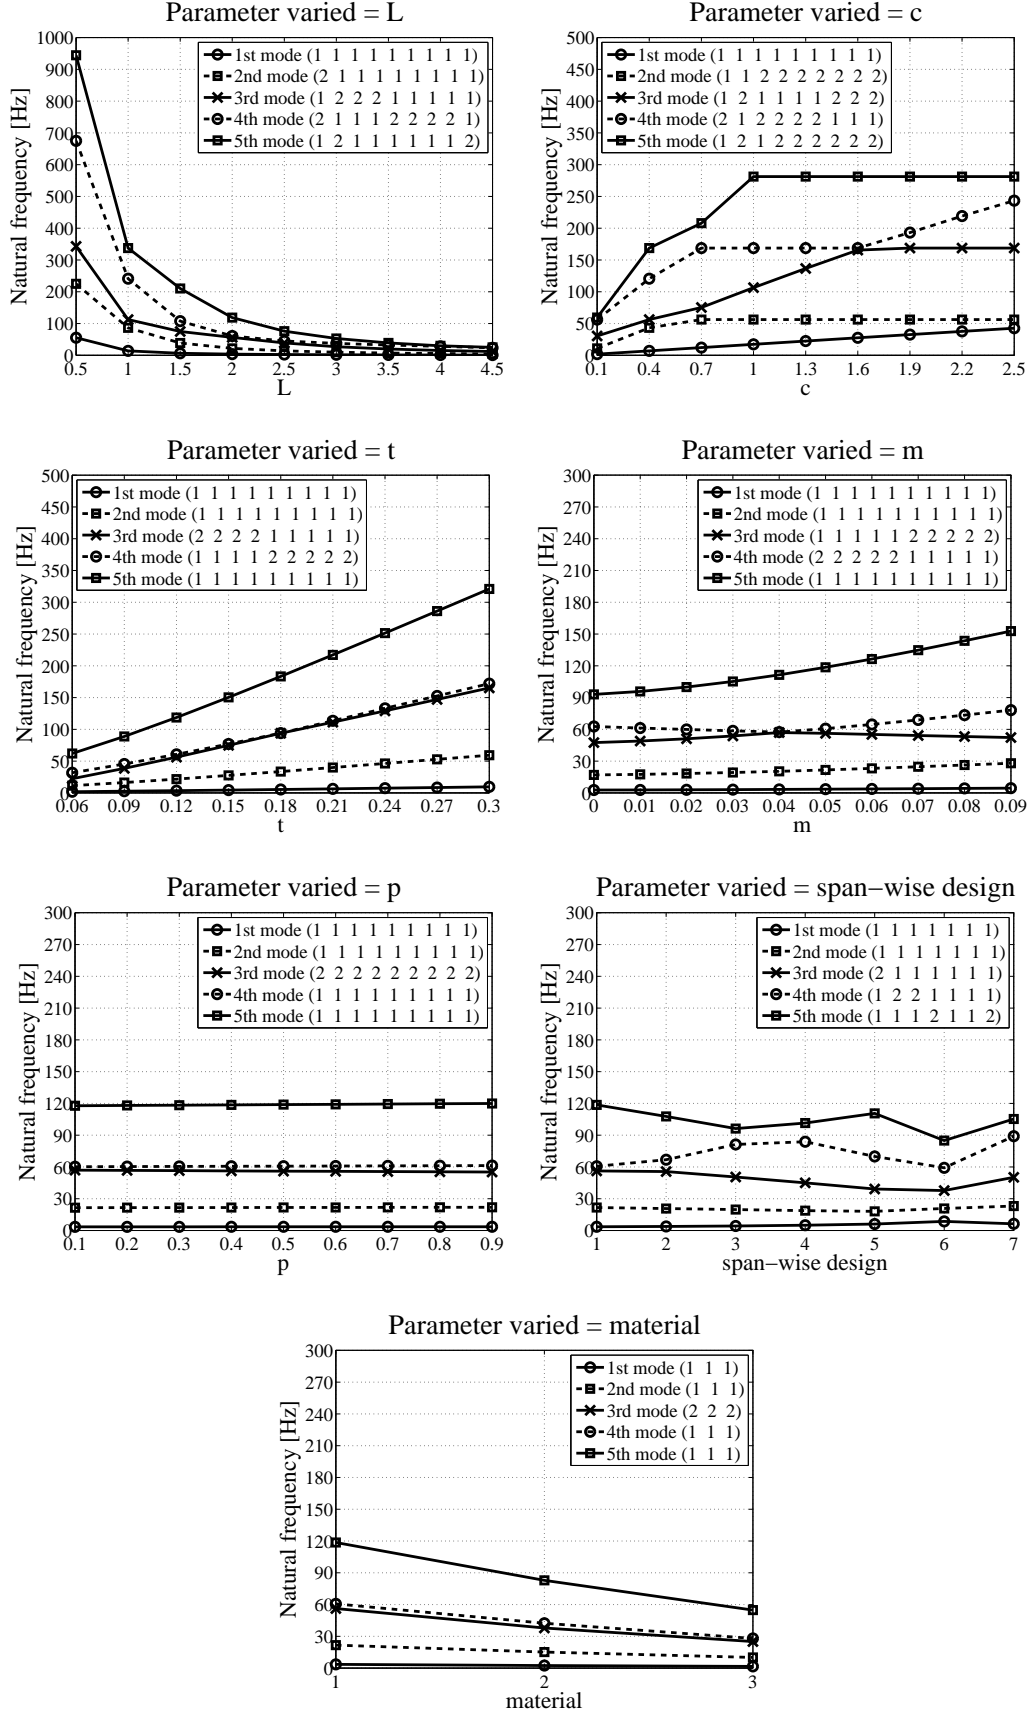 Parameter varied = L
Natural frequency [Hz]
1000
900
800
700
600
500
400
300
200
100
0
1st mode (1 1 1 1 1 1 1 1 1)
2nd mode (2 1 1 1 1 1 1 1 1)
3rd mode (1 2 2 2 1 1 1 1 1)
4th mode (2 1 1 1 2 2 2 2 1)
5th mode (1 2 1 1 1 1 1 1 2)
0.5 1 1.5 2 2.5 3 3.5 4 4.5
L
Parameter varied = c
Natural frequency [Hz]
500
450
400
350
300
250
200
150
100
50
0
1st mode (1 1 1 1 1 1 1 1 1)
2nd mode (1 1 2 2 2 2 2 2 2)
3rd mode (1 2 1 1 1 1 2 2 2)
4th mode (2 1 2 2 2 2 1 1 1)
5th mode (1 2 1 2 2 2 2 2 2)
0.1 0.4 0.7 1 1.3 1.6 1.9 2.2 2.5
c
Parameter varied = t
Natural frequency [Hz]
500
450
400
350
300
250
200
150
100
50
0
1st mode (1 1 1 1 1 1 1 1 1)
2nd mode (1 1 1 1 1 1 1 1 1)
3rd mode (2 2 2 2 1 1 1 1 1)
4th mode (1 1 1 1 2 2 2 2 2)
5th mode (1 1 1 1 1 1 1 1 1)
0.06 0.09 0.12 0.15 0.18 0.21 0.24 0.27 0.3
t
Parameter varied = m
Natural frequency [Hz]
300
270
240
210
180
150
120
90
60
30
0
1st mode (1 1 1 1 1 1 1 1 1 1)
2nd mode (1 1 1 1 1 1 1 1 1 1)
3rd mode (1 1 1 1 1 2 2 2 2 2)
4th mode (2 2 2 2 2 1 1 1 1 1)
5th mode (1 1 1 1 1 1 1 1 1 1)
0 0.01 0.02 0.03 0.04 0.05 0.06 0.07 0.08 0.09
m
Parameter varied = p
Natural frequency [Hz]
300
270
240
210
180
150
120
90
60
30
0
1st mode (1 1 1 1 1 1 1 1 1)
2nd mode (1 1 1 1 1 1 1 1 1)
3rd mode (2 2 2 2 2 2 2 2 2)
4th mode (1 1 1 1 1 1 1 1 1)
5th mode (1 1 1 1 1 1 1 1 1)
0.1 0.2 0.3 0.4 0.5 0.6 0.7 0.8 0.9
p
Parameter varied = span−wise design
Natural frequency [Hz]
300
270
240
210
180
150
120
90
60
30
0
1st mode (1 1 1 1 1 1 1)
2nd mode (1 1 1 1 1 1 1)
3rd mode (2 1 1 1 1 1 1)
4th mode (1 2 2 1 1 1 1)
5th mode (1 1 1 2 1 1 2)
1 2 3 4 5 6 7
span−wise design
Parameter varied = material
Natural frequency [Hz]
300
270
240
210
180
150
120
90
60
30
0
1st mode (1 1 1)
2nd mode (1 1 1)
3rd mode (2 2 2)
4th mode (1 1 1)
5th mode (1 1 1)
1 2 3
material